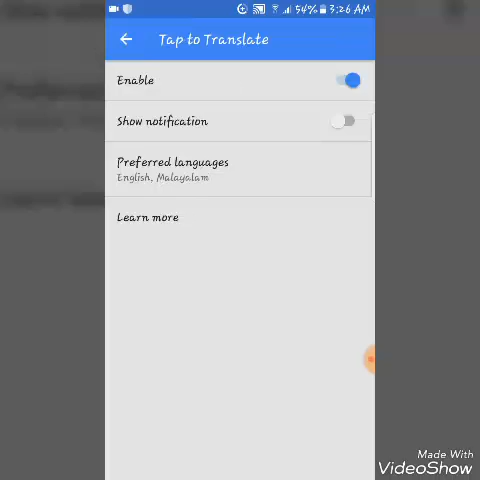 54% 3:26 AM
Tap to Translate
Enable
Show notification
Preferred languages
English, Malayalam
Learn more
Made With
VideoShow